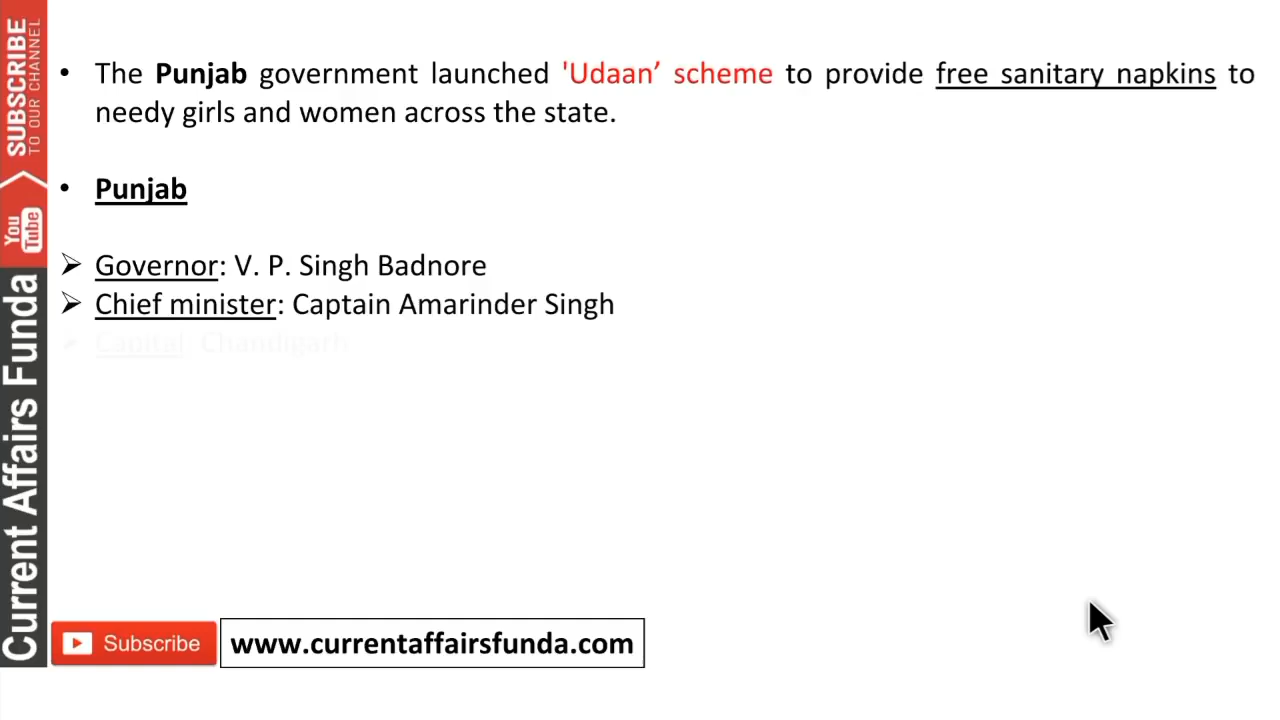 • The Punjab government launched 'Udaan’ scheme to provide free sanitary napkins to
needy girls and women across the state.
• Punjab
➢ Governor: V. P. Singh Badnore
➢ Chief minister: Captain Amarinder Singh
➢ Capital: Chandigarh
SUBSCRIBE
TO OUR CHANNEL
You Tube
Current Affairs Funda
Subscribe
www.currentaffairsfunda.com